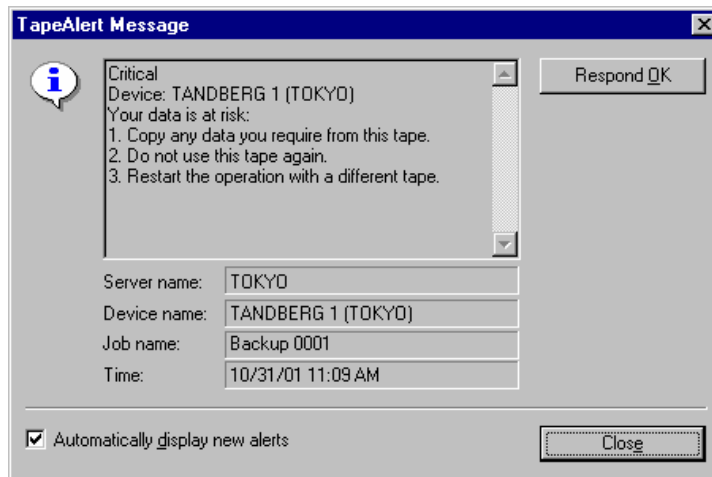 TapeAlert Message
Critical
Device: TANDBERG 1 (TOKYO)
Your data is at risk:
1. Copy any data you require from this tape.
2. Do not use this tape again.
3. Restart the operation with a different tape.
Respond OK
Server name: TOKYO
Device name: TANDBERG 1 (TOKYO)
Job name: Backup 0001
Time: 10/31/01 11:09 AM
Automatically display new alerts
Close